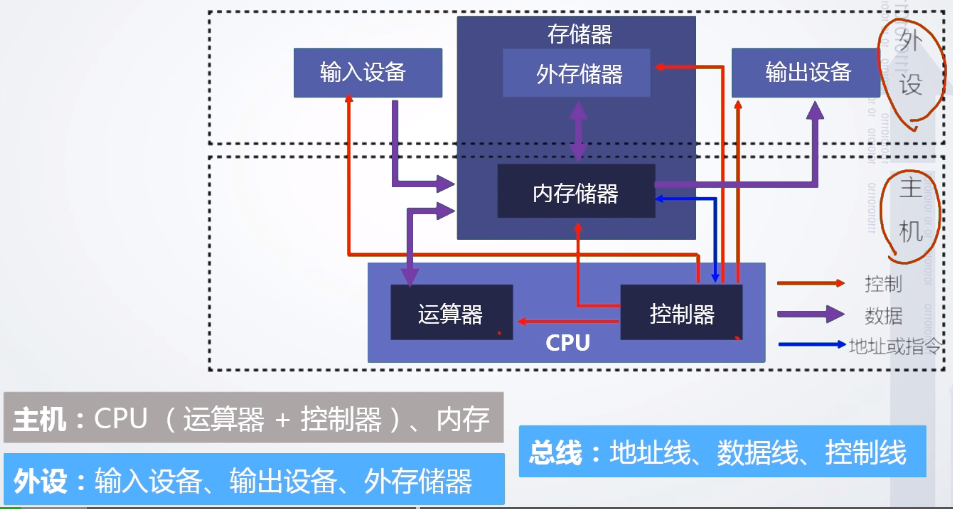 存储器
输入设备
外存储器
输出设备
外
设
内存储器
主
机
运算器
控制器
CPU
控制
数据
地址或指令
主机：CPU（运算器 + 控制器）、内存
外设：输入设备、输出设备、外存储器
总线：地址线、数据线、控制线